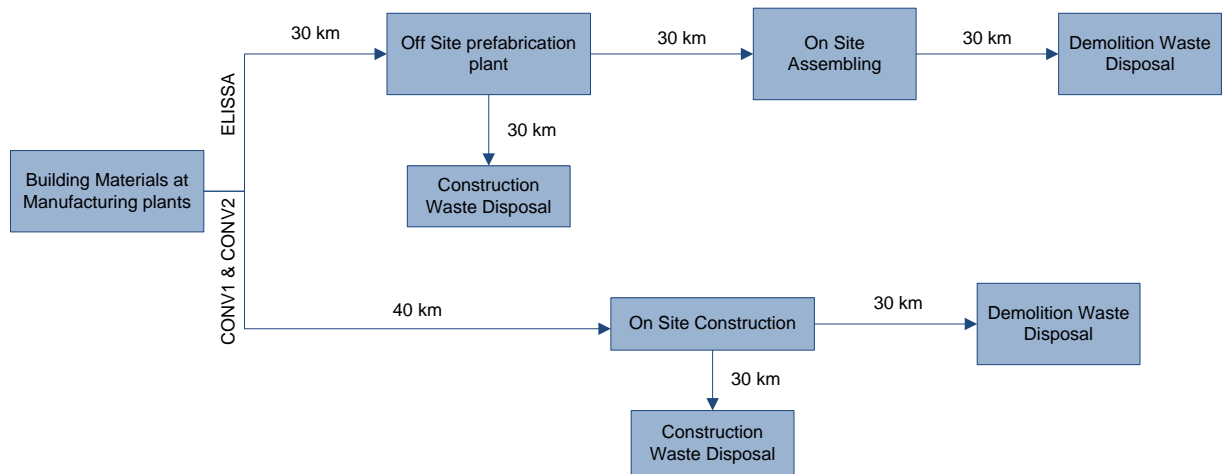 30 km
Off Site prefabrication
plant
30 km
On Site
Assembling
30 km
Demolition Waste
Disposal
ELISSA
30 km
Building Materials at
Manufacturing plants
Construction
Waste Disposal
CONV1 & CONV2
40 km
On Site Construction
30 km
Demolition Waste
Disposal
30 km
Construction
Waste Disposal